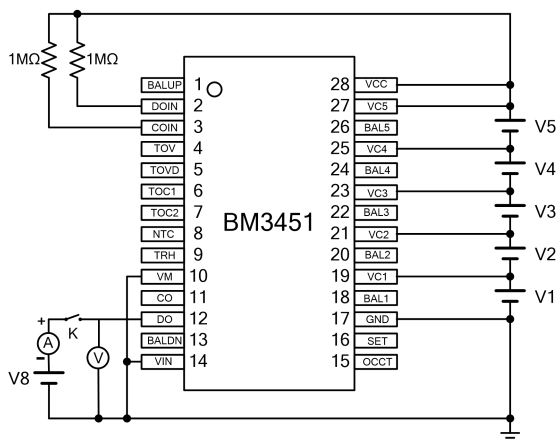 1MΩ 1MΩ
BALUP 1 28 VCC
DOIN 2 27 VC5
COIN 3 26 BAL5 V5
TOV 4 25 VC4
TOVD 5 24 BAL4 V4
TOC1 6 23 VC3
TOC2 7 22 BAL3 V3
BM3451
NTC 8 21 VC2
TRH 9 20 BAL2 V2
VM 10 19 VC1
CO 11 18 BAL1 V1
+ K DO 12 17 GND
A V BALDN 13 16 SET
- V8 VIN 14 15 OCCT